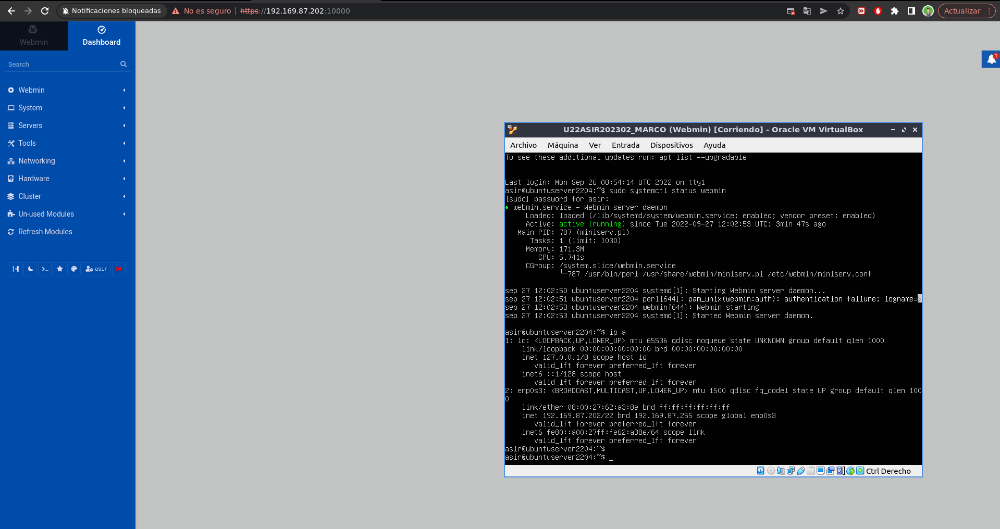 Notificaciones bloqueadas
No es seguro
https://192.169.87.202:10000
Actualizar
Webmin
Dashboard
Search
1
Webmin
System
Servers
Tools
Networking
Hardware
Cluster
Un-used Modules
Refresh Modules
asir
U22ASIR202302_MARCO (Webmin) [Corriendo] - Oracle VM VirtualBox
Archivo Máquina Ver Entrada Dispositivos Ayuda
To see these additional updates run: apt list --upgradable
Last login: Mon Sep 26 08:54:14 UTC 2022 on tty1
asir@ubuntuserver2204:~$ sudo systemctl status webmin
[sudo] password for asir:
● webmin.service - Webmin server daemon
Loaded: loaded (/lib/systemd/system/webmin.service; enabled; vendor preset: enabled)
Active: active (running) since Tue 2022-09-27 12:02:53 UTC; 3min 47s ago
Main PID: 787 (miniserv.pl)
Tasks: 1 (limit: 1030)
Memory: 171.3M
CPU: 5.741s
CGroup: /system.slice/webmin.service
└─787 /usr/bin/perl /usr/share/webmin/miniserv.pl /etc/webmin/miniserv.conf
sep 27 12:02:50 ubuntuserver2204 systemd[1]: Starting Webmin server daemon...
sep 27 12:02:51 ubuntuserver2204 perl[644]: pam_unix(webmin:auth): authentication failure; logname=>
sep 27 12:02:53 ubuntuserver2204 webmin[644]: Webmin starting
sep 27 12:02:53 ubuntuserver2204 systemd[1]: Started Webmin server daemon.
asir@ubuntuserver2204:~$ ip a
1: lo: <LOOPBACK,UP,LOWER_UP> mtu 65536 qdisc noqueue state UNKNOWN group default qlen 1000
link/loopback 00:00:00:00:00:00 brd 00:00:00:00:00:00
inet 127.0.0.1/8 scope host lo
valid_lft forever preferred_lft forever
inet6 ::1/128 scope host
valid_lft forever preferred_lft forever
2: enp0s3: <BROADCAST,MULTICAST,UP,LOWER_UP> mtu 1500 qdisc fq_codel state UP group default qlen 100
0
link/ether 08:00:27:62:a3:8e brd ff:ff:ff:ff:ff:ff
inet 192.169.87.202/22 brd 192.169.87.255 scope global enp0s3
valid_lft forever preferred_lft forever
inet6 fe80::a00:27ff:fe62:a38e/64 scope link
valid_lft forever preferred_lft forever
asir@ubuntuserver2204:~$
asir@ubuntuserver2204:~$ _
Ctrl Derecho